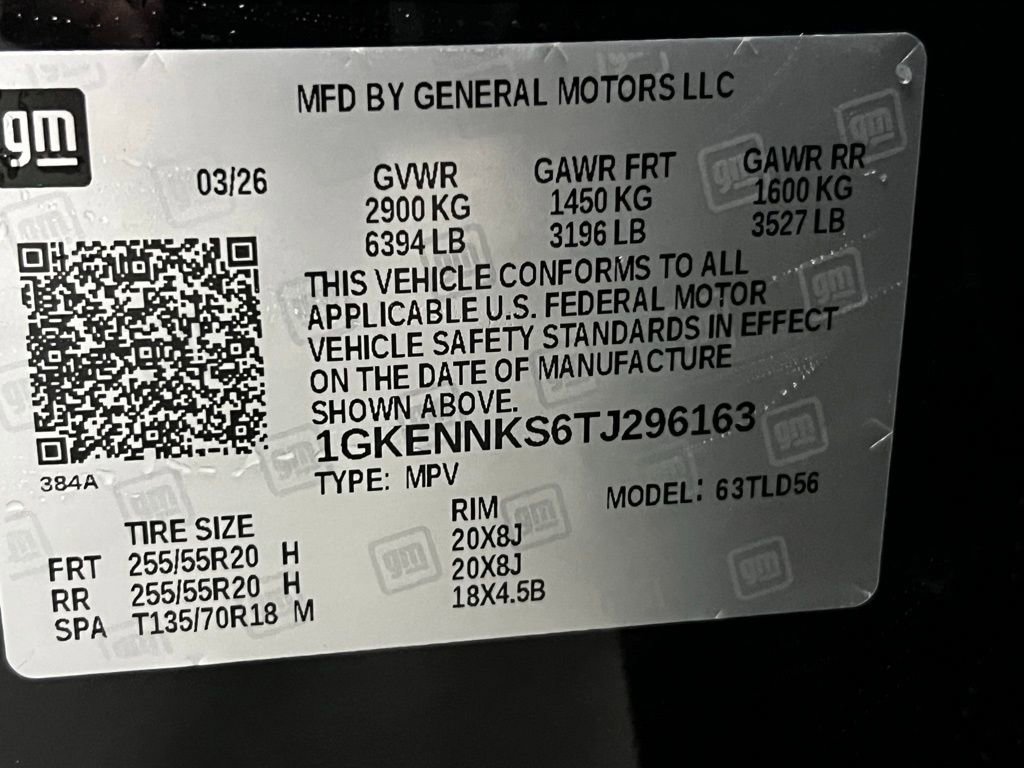 MFD BY GENERAL MOTORS LLC
gm
03/26
GVWR GAWR FRT GAWR RR
2900 KG 1450 KG 1600 KG
6394 LB 3196 LB 3527 LB
THIS VEHICLE CONFORMS TO ALL
APPLICABLE U.S. FEDERAL MOTOR
VEHICLE SAFETY STANDARDS IN EFFECT
ON THE DATE OF MANUFACTURE
SHOWN ABOVE.
1GKENNKS6TJ296163
384A
TYPE: MPV MODEL: 63TLD56
TIRE SIZE RIM
FRT 255/55R20 H 20X8J
RR 255/55R20 H 20X8J
SPA T135/70R18 M 18X4.5B